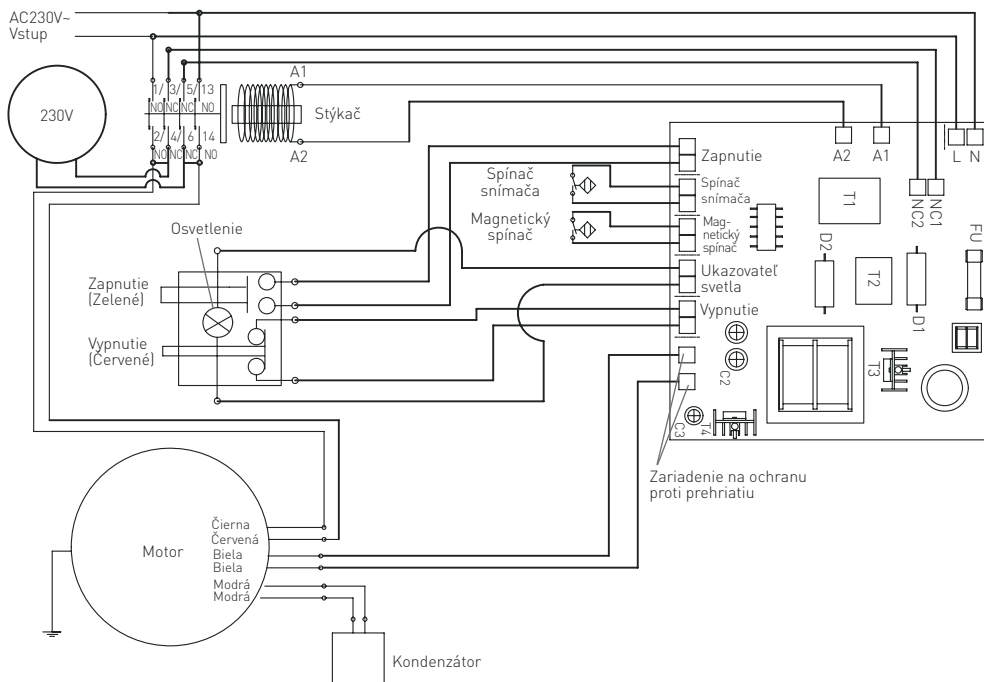 AC230V~
Vstup
230V
1/ 3/ 5/ 13
NO NC NC NO
2/ 4/ 6 14
NO NC NC NO
A1
Stýkač
A2
A2
A1
L N
NC2
NC1
Zapnutie
Spínač
snímača
Spínač
snímača
Magnetický
spínač
Mag-
netický
spínač
Ukazovateľ
svetla
Vypnutie
T1
T2
D2
D1
FU
T3
C2
C3
T4
Osvetlenie
Zapnutie
(Zelené)
Vypnutie
(Červené)
Zariadenie na ochranu
proti prehriatiu
Motor
Čierna
Červená
Biela
Biela
Modrá
Modrá
Kondenzátor